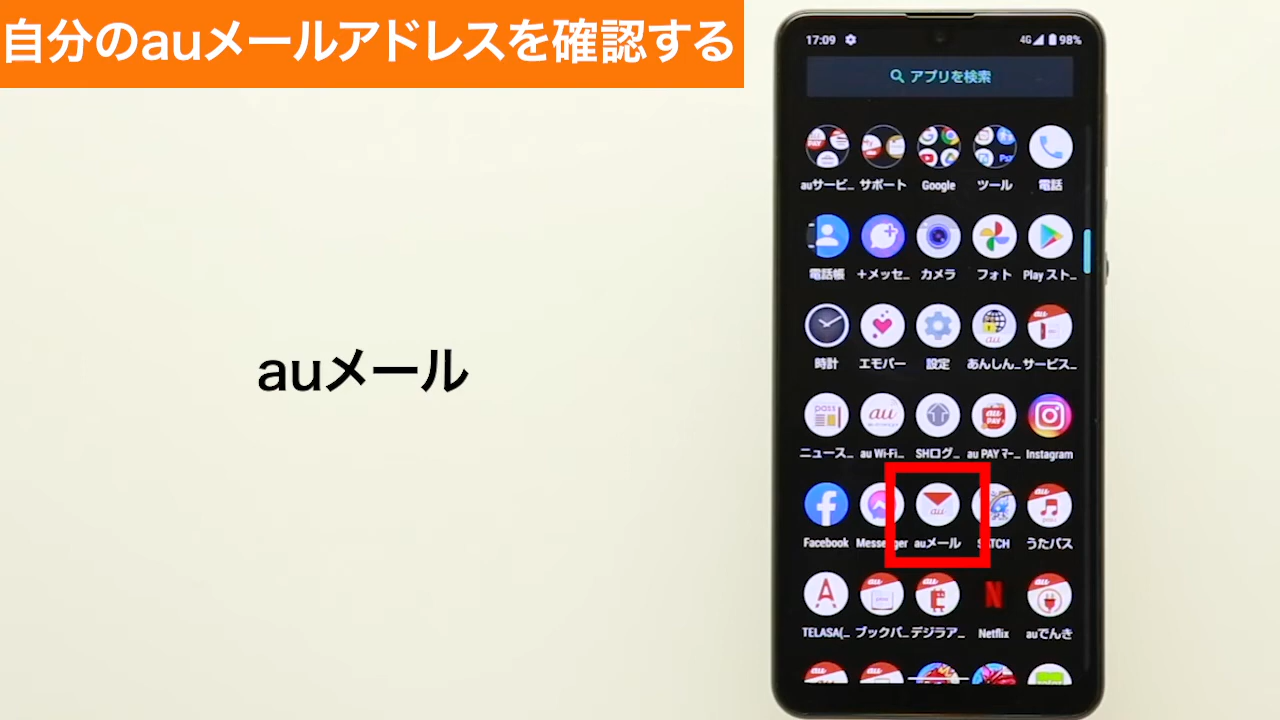 自分のauメールアドレスを確認する
auメール
17:09 4G 98%
アプリを検索
auサービ… サポート Google ツール 電話
電話帳 +メッセ… カメラ フォト Play スト…
時計 エモパー 設定 あんしん… サービス…
ニュース… au Wi-Fi… SHログ… au PAY マー… Instagram
Facebook Messenger auメール SATCH うたパス
TELASA(… ブックパ… デジラア… Netflix auでんき